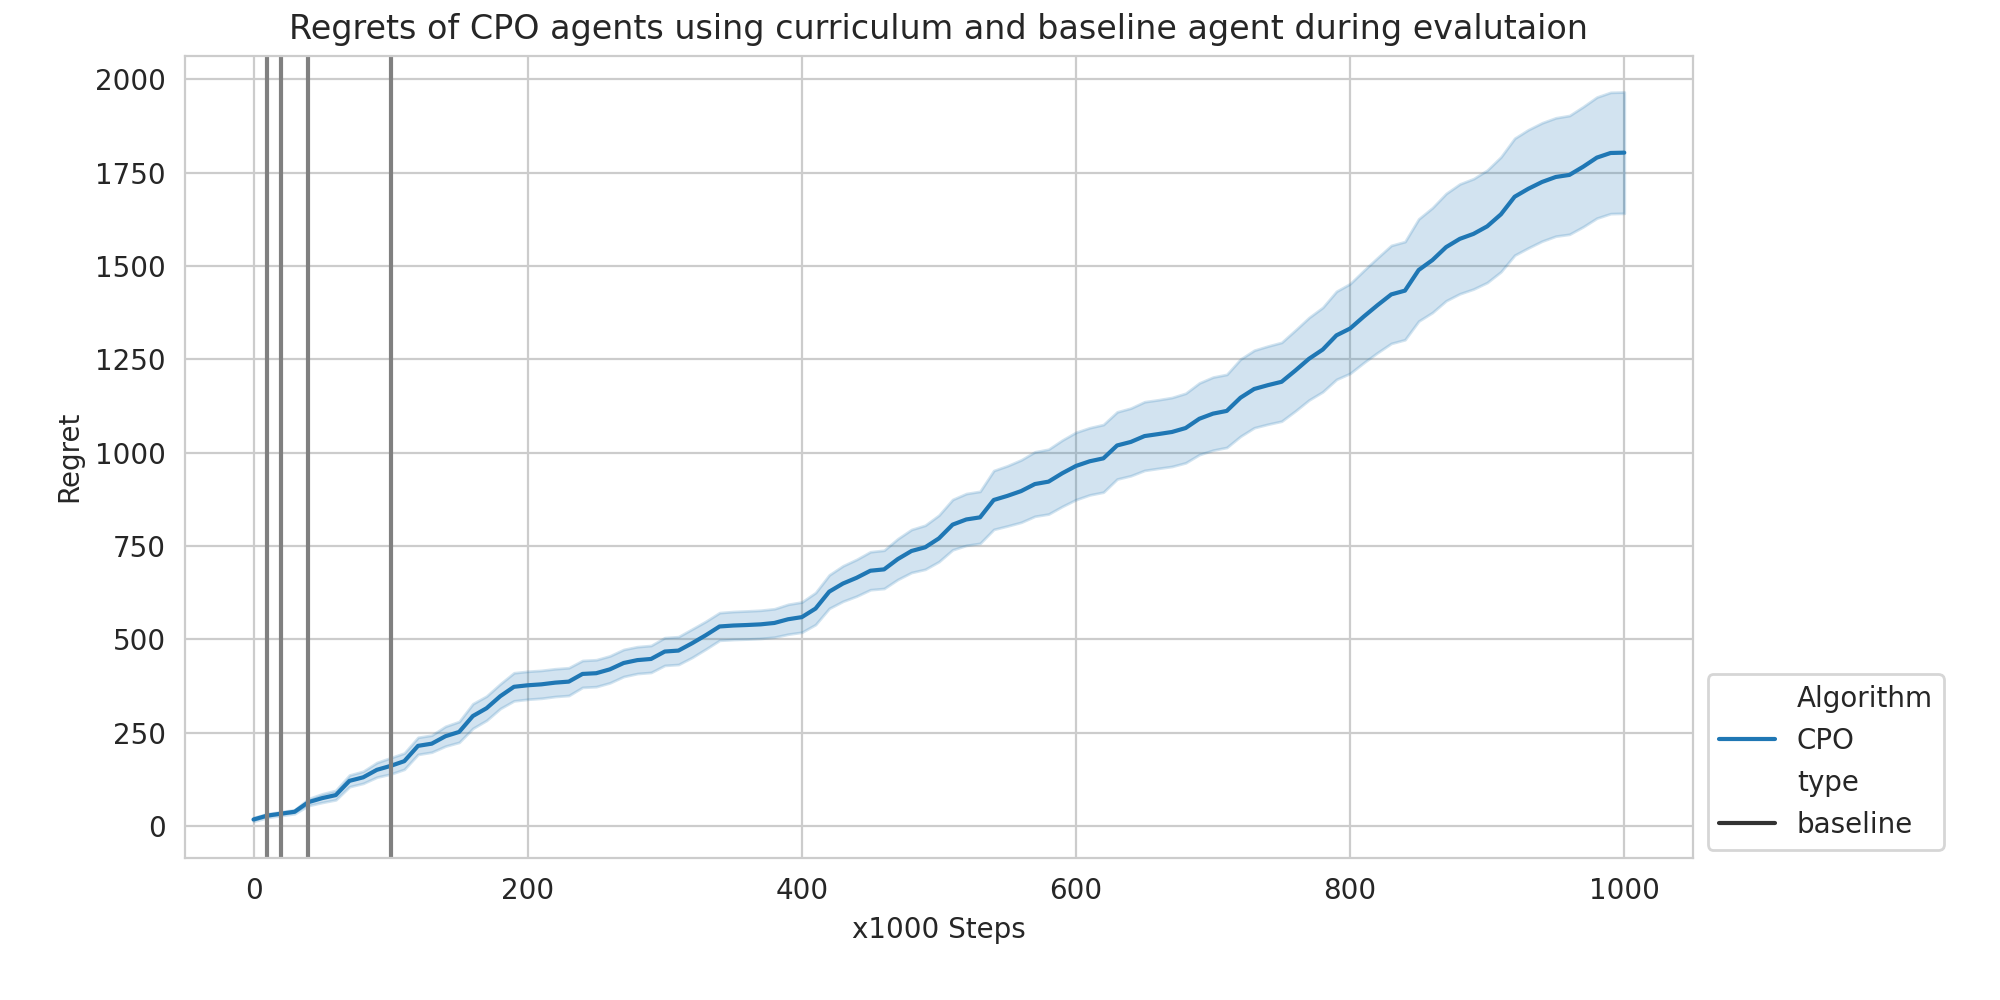 Regrets of CPO agents using curriculum and baseline agent during evalutaion
2000
1750
1500
1250
1000
750
500
250
0
Regret
0 200 400 600 800 1000
x1000 Steps
Algorithm
CPO
type
baseline